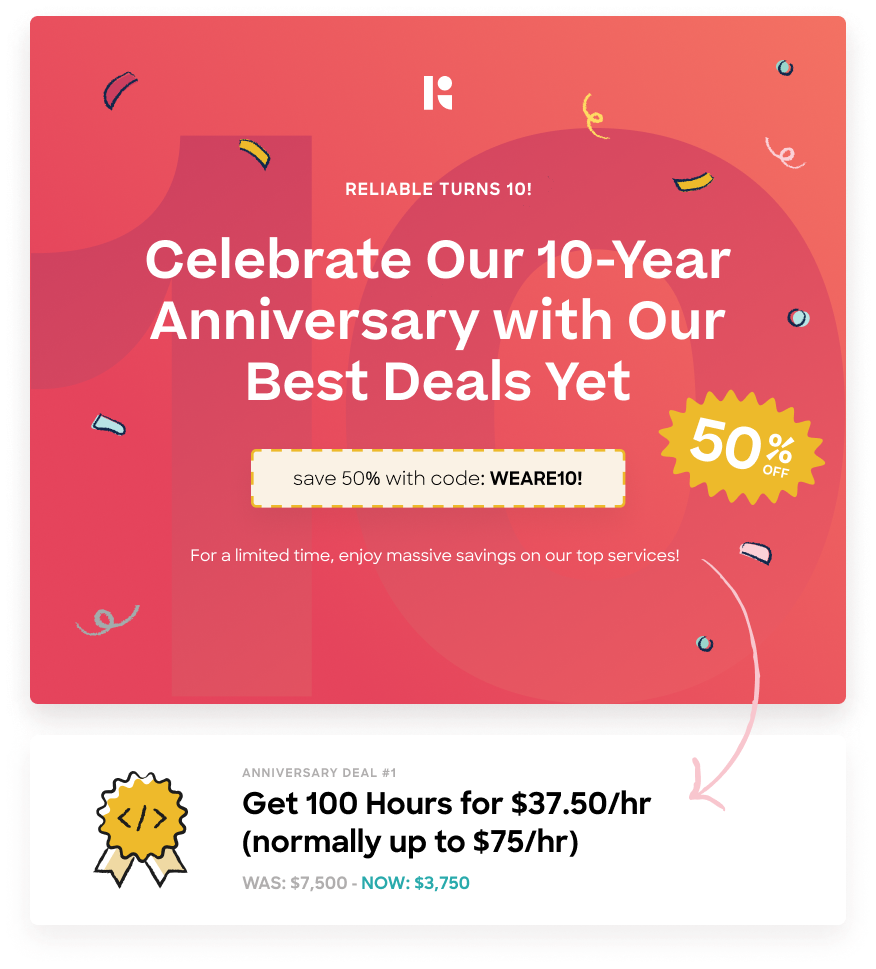 RELIABLE TURNS 10!
Celebrate Our 10-Year
Anniversary with Our
Best Deals Yet
50%
OFF
save 50% with code: WEARE10!
For a limited time, enjoy massive savings on our top services!
ANNIVERSARY DEAL #1
</>
Get 100 Hours for $37.50/hr
(normally up to $75/hr)
WAS: $7,500 - NOW: $3,750
10